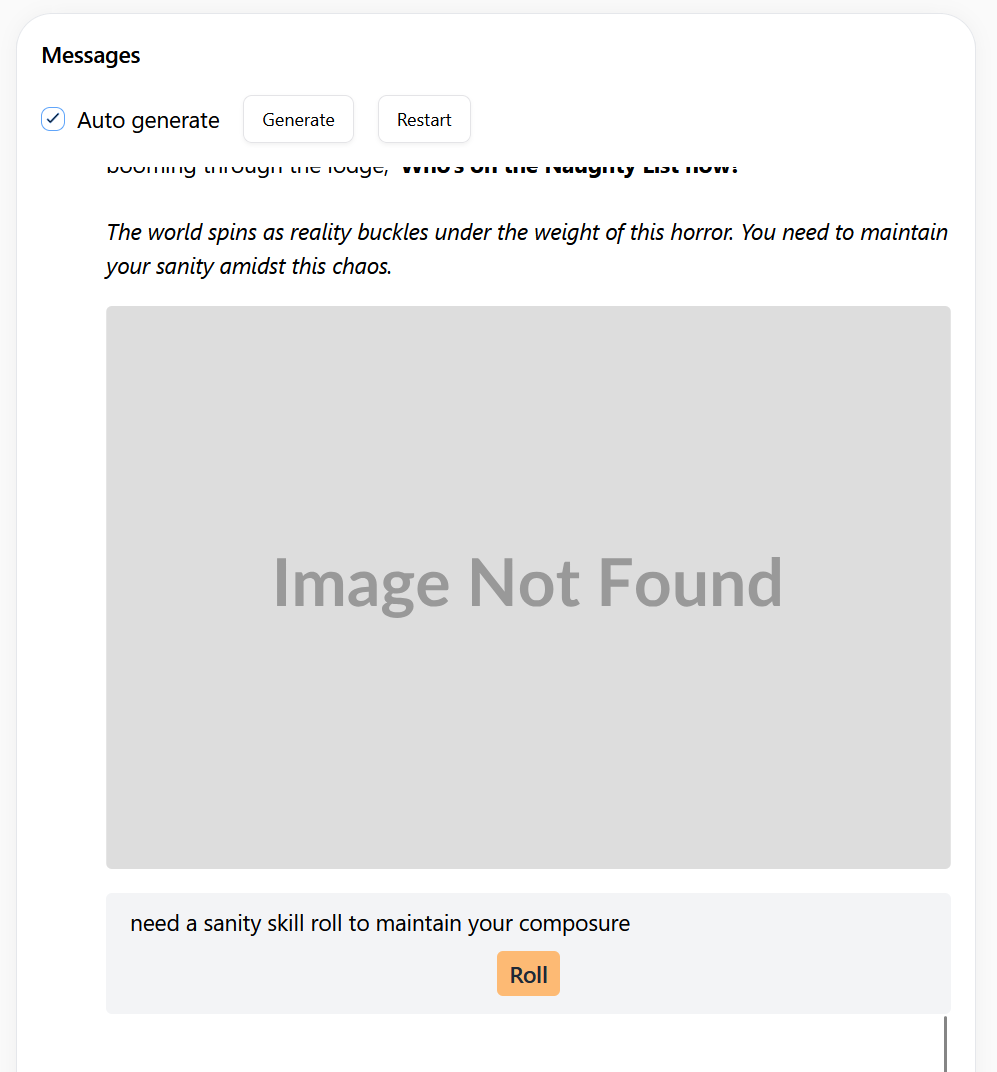 Messages
Auto generate
Generate
Restart
booming through the lodge, "Who's on the Naughty List now?
The world spins as reality buckles under the weight of this horror. You need to maintain
your sanity amidst this chaos.
Image Not Found
need a sanity skill roll to maintain your composure
Roll